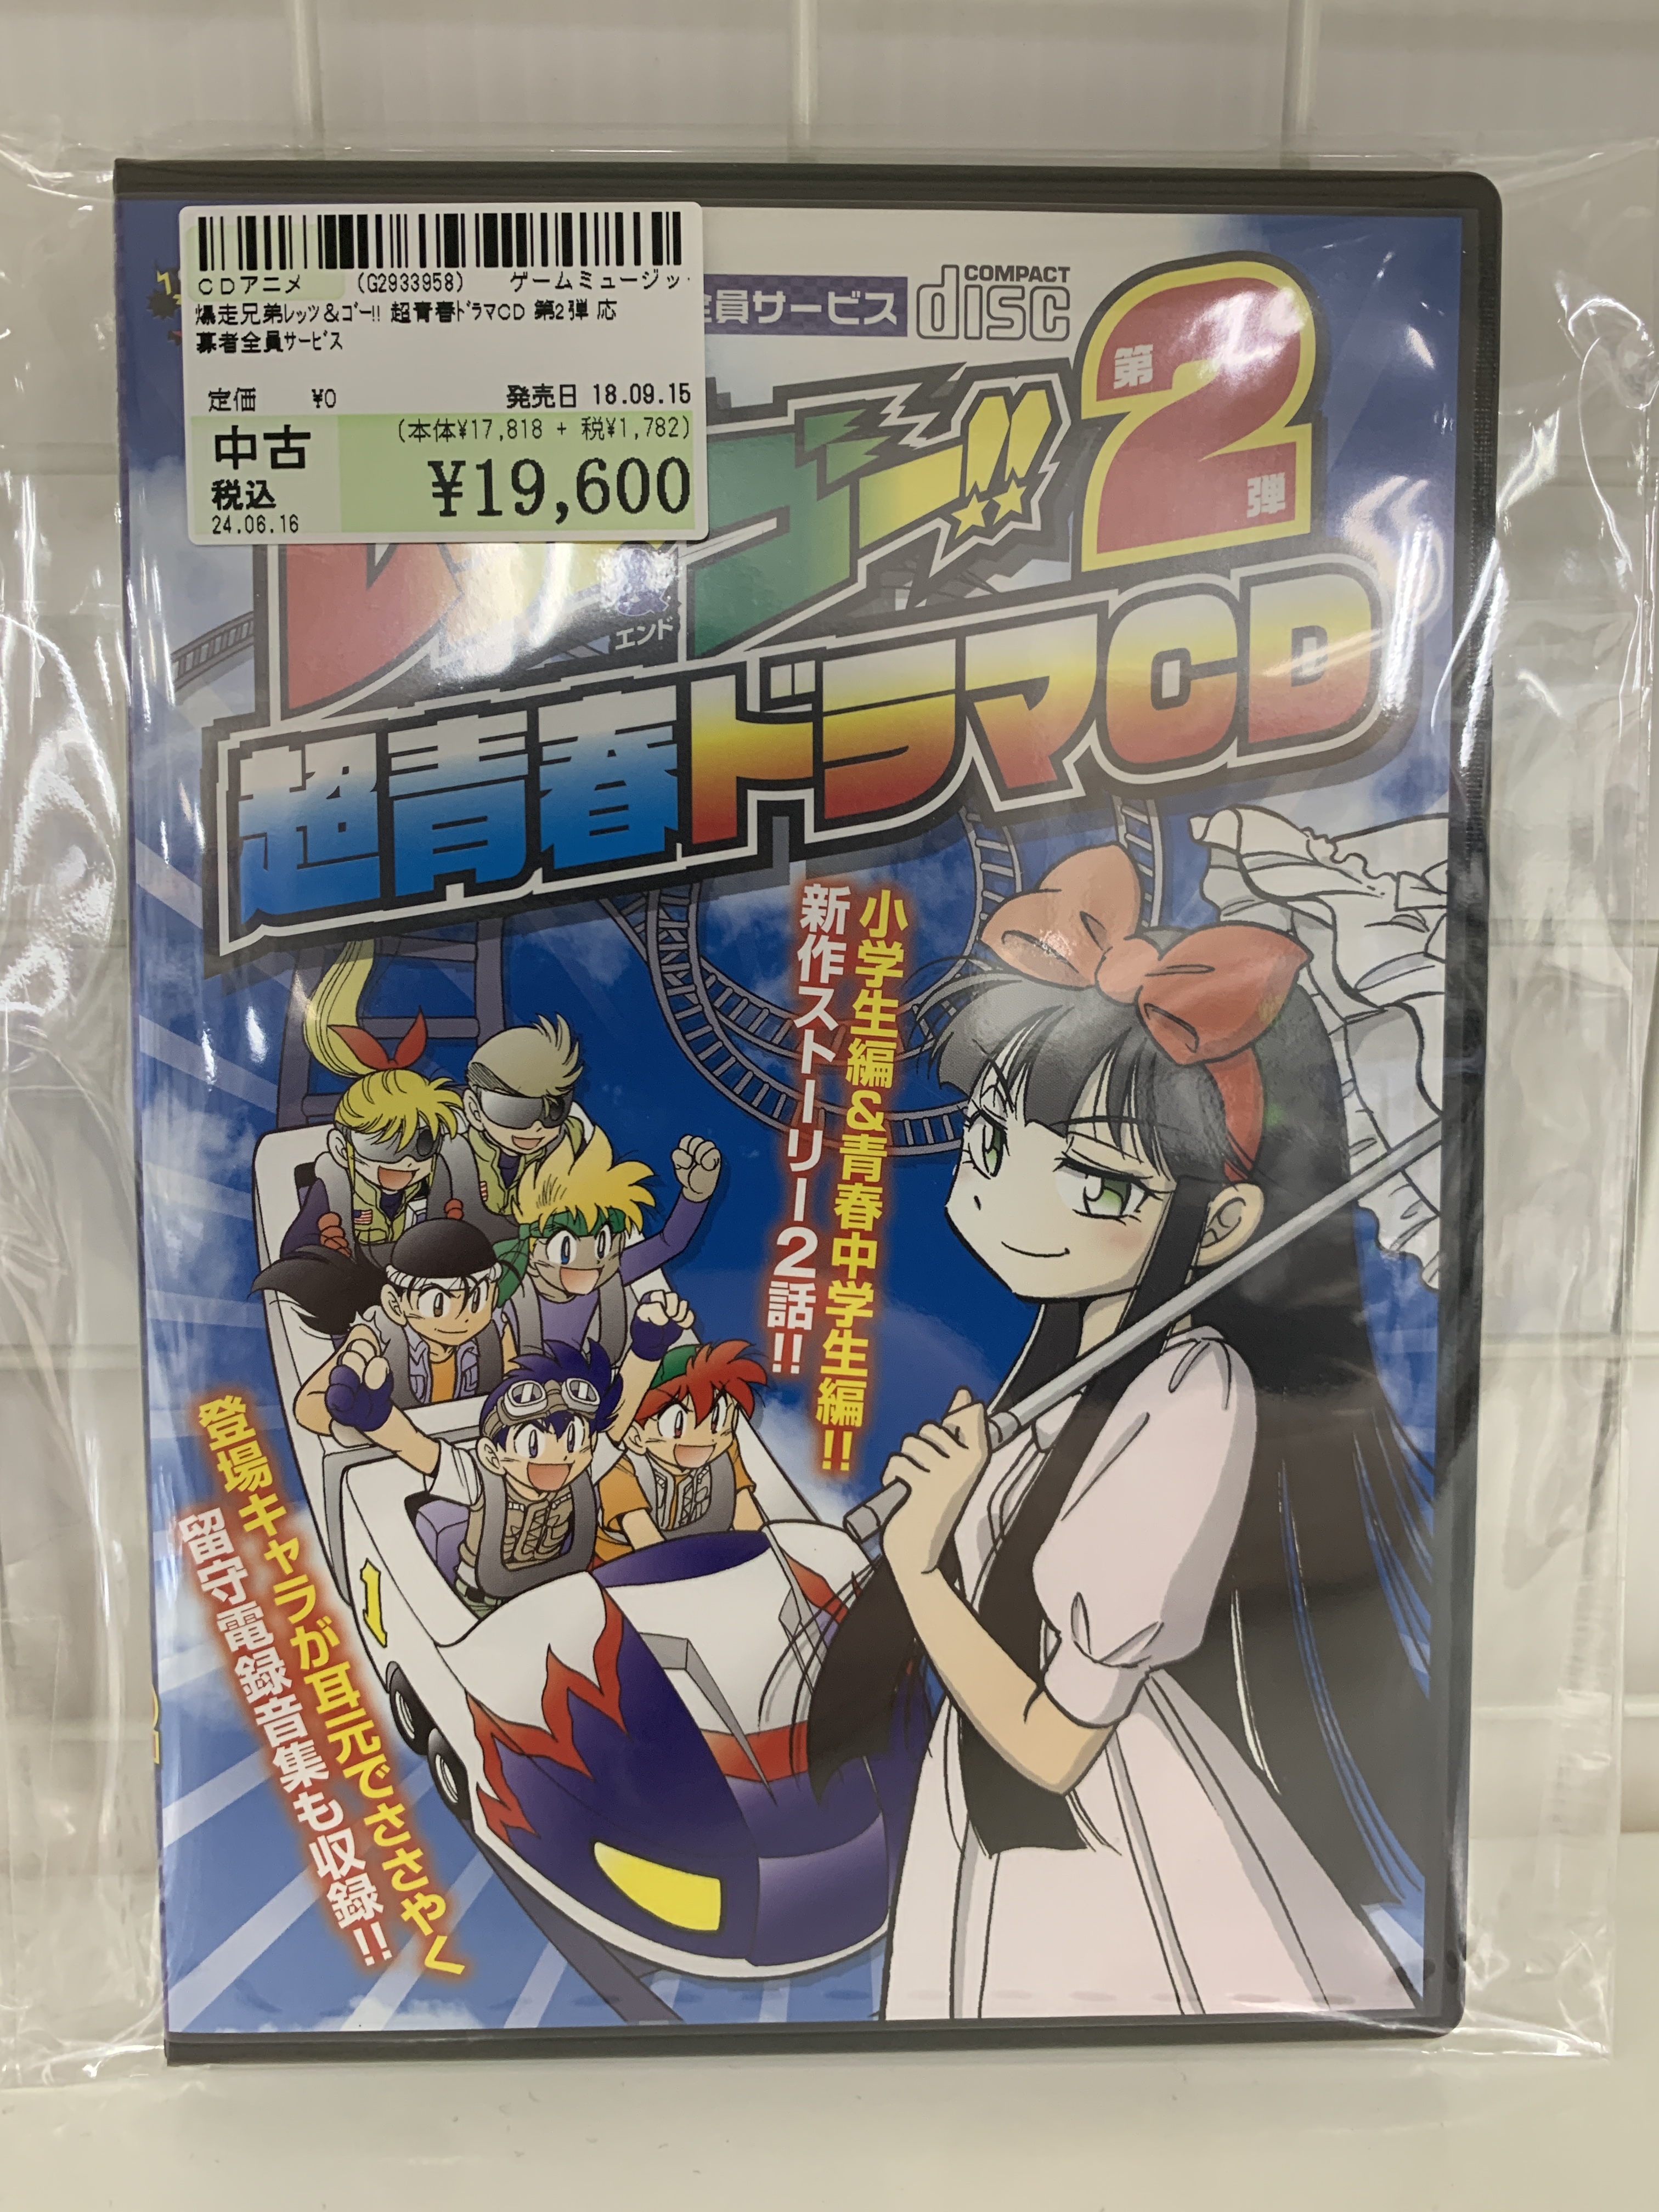 CDアニメ (G2933958) ゲームミュージッ
爆走兄弟ﾚｯﾂ&ｺﾞｰ!! 超青春ﾄﾞﾗﾏCD 第2弾 応
募者全員ｻｰﾋﾞｽ
定価 ¥0 発売日 18.09.15
中古 (本体¥17,818 + 税¥1,782)
税込 ¥19,600
24.06.16
全員サービス
COMPACT
disc
第2弾
ゴー!!
エンド
超青春ドラマCD
小学生編&青春中学生編!!
新作ストーリー2話!!
登場キャラが耳元でささやく
留守電録音集も収録!!
1